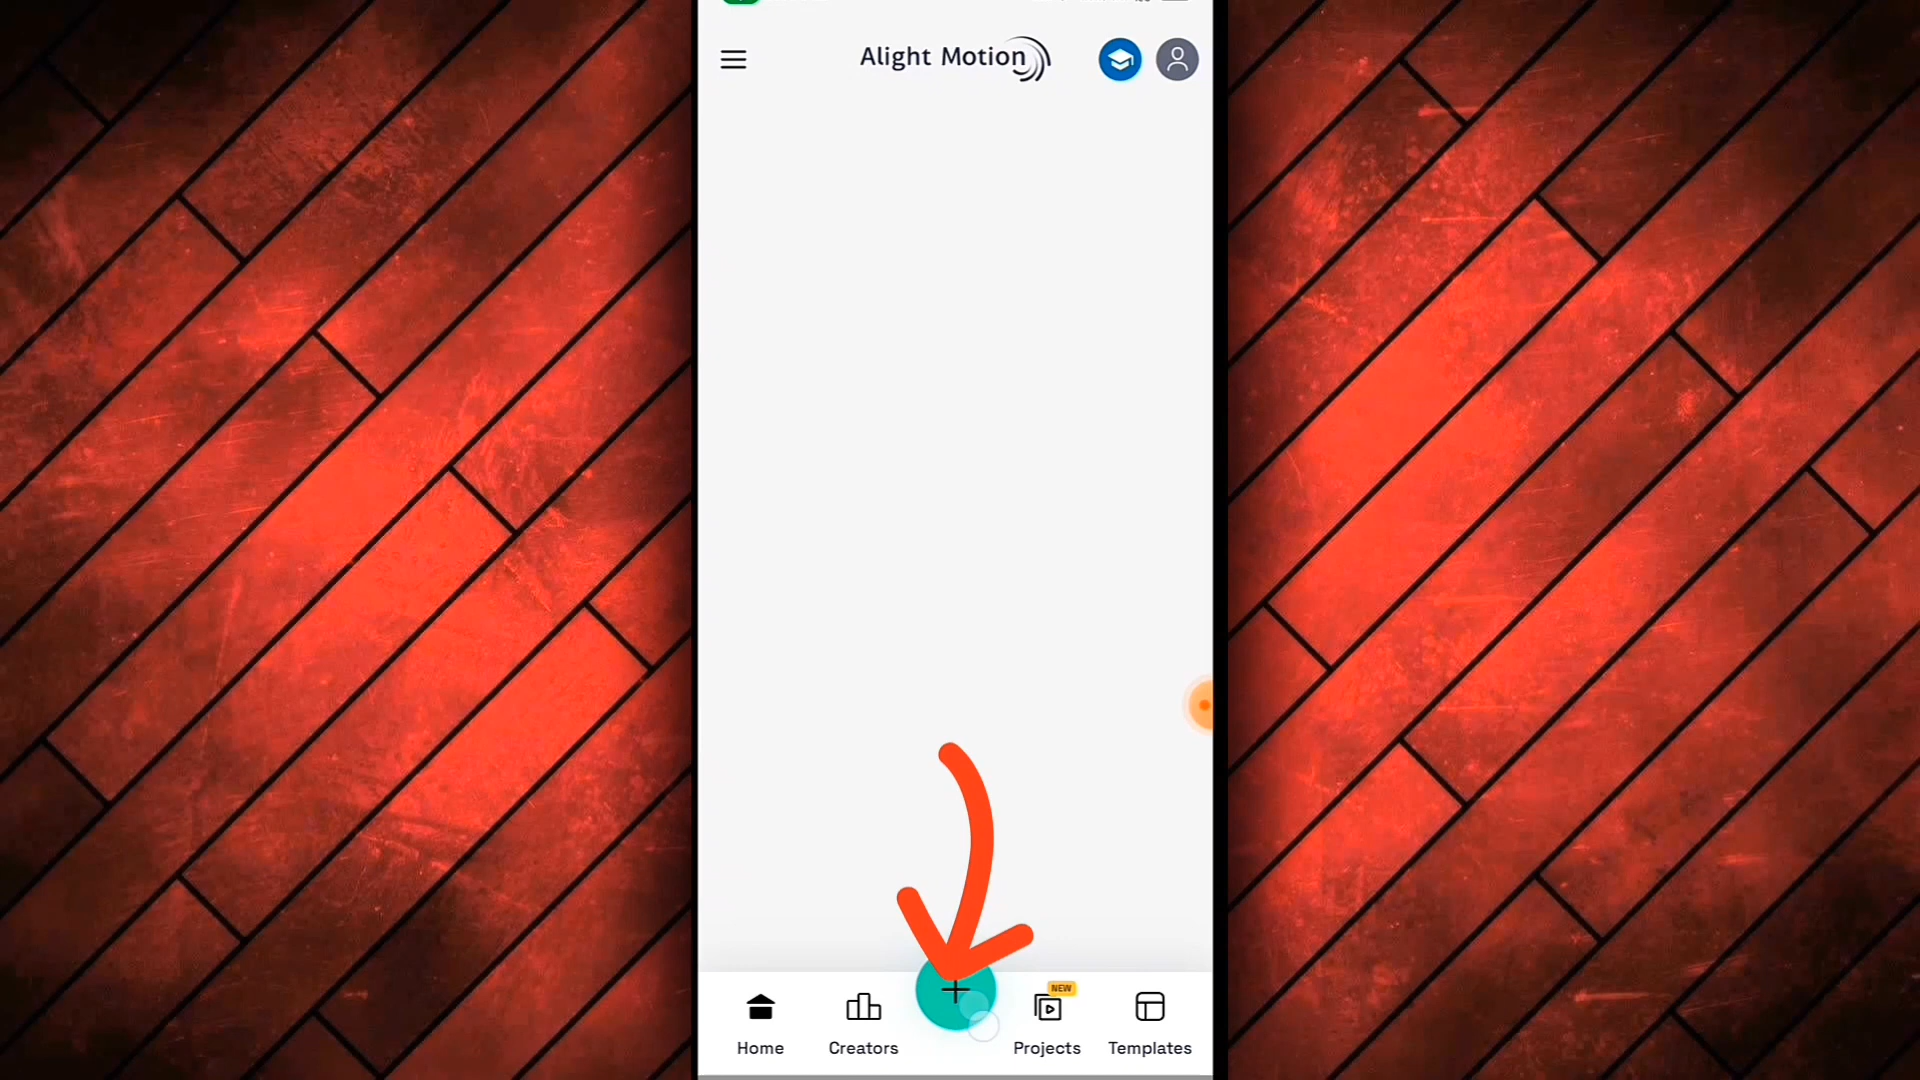 Alight Motion
NEW
Home
Creators
Projects
Templates